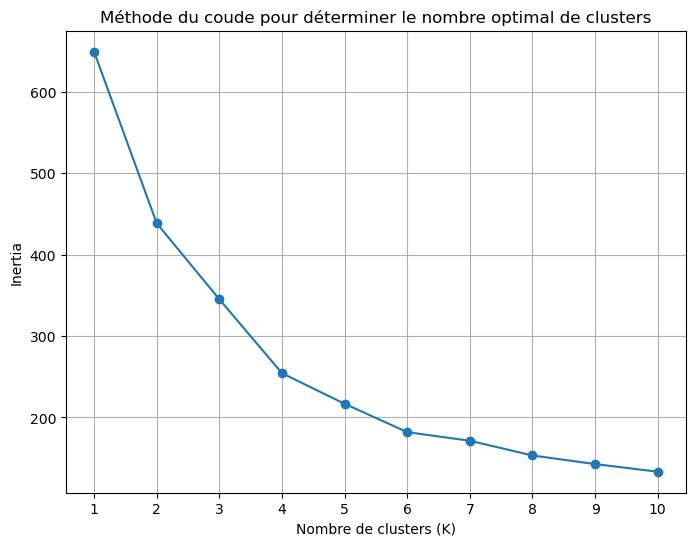 Méthode du coude pour déterminer le nombre optimal de clusters
600
500
400
300
200
Inertia
1 2 3 4 5 6 7 8 9 10
Nombre de clusters (K)